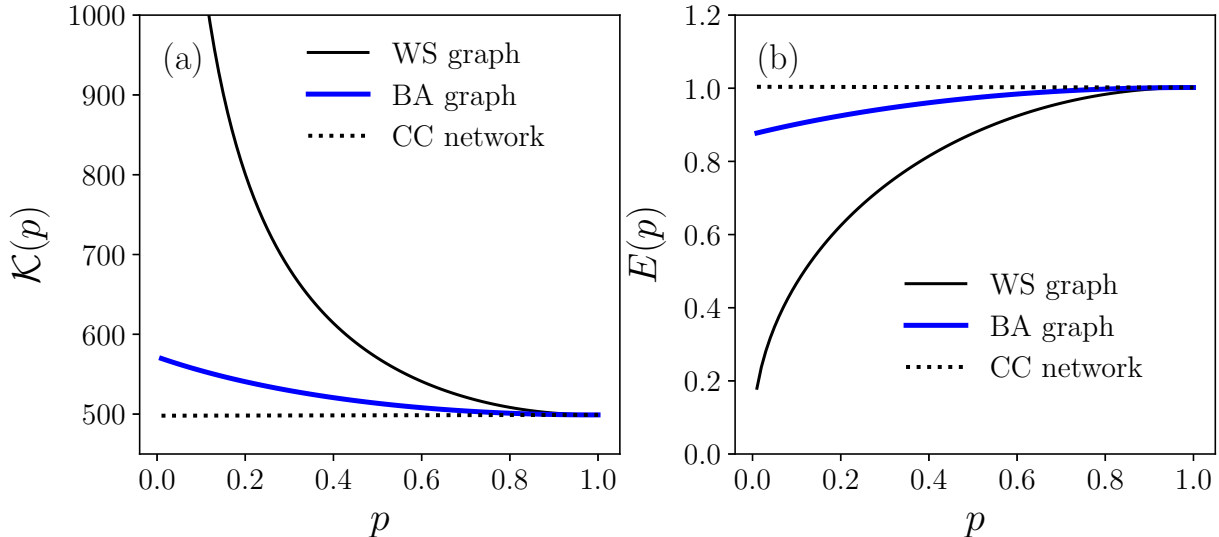 1000
900
800
700
600
500
0.0 0.2 0.4 0.6 0.8 1.0
p
𝒦(p)
(a)
WS graph
BA graph
CC network
1.2
1.0
0.8
0.6
0.4
0.2
0.0
0.0 0.2 0.4 0.6 0.8 1.0
p
E(p)
(b)
WS graph
BA graph
CC network